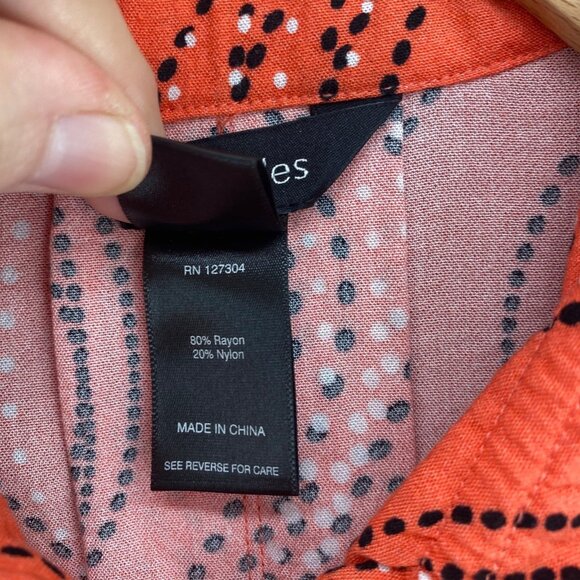 les
RN 127304
80% Rayon
20% Nylon
MADE IN CHINA
SEE REVERSE FOR CARE